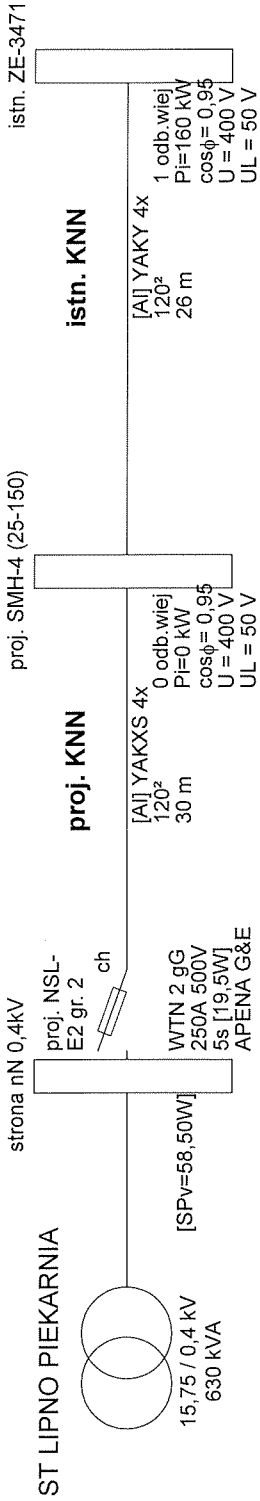 ST LIPNO PIEKARNIA
15,75 / 0,4 kV
630 kVA
[SPv=58,50W]
strona nN 0,4kV
proj. NSL-
E2 gr. 2
ch
WTN 2 gG
250A 500V
5s [19,5W]
APENA G&E
proj. KNN
[Al] YAKXS 4x
120²
30 m
proj. SMH-4 (25-150)
0 odb.wiej
Pi=0 kW
cosϕ= 0,95
U = 400 V
UL = 50 V
istn. KNN
[Al] YAKY 4x
120²
26 m
istn. ZE-3471
1 odb.wiej
Pi=160 kW
cosϕ= 0,95
U = 400 V
UL = 50 V